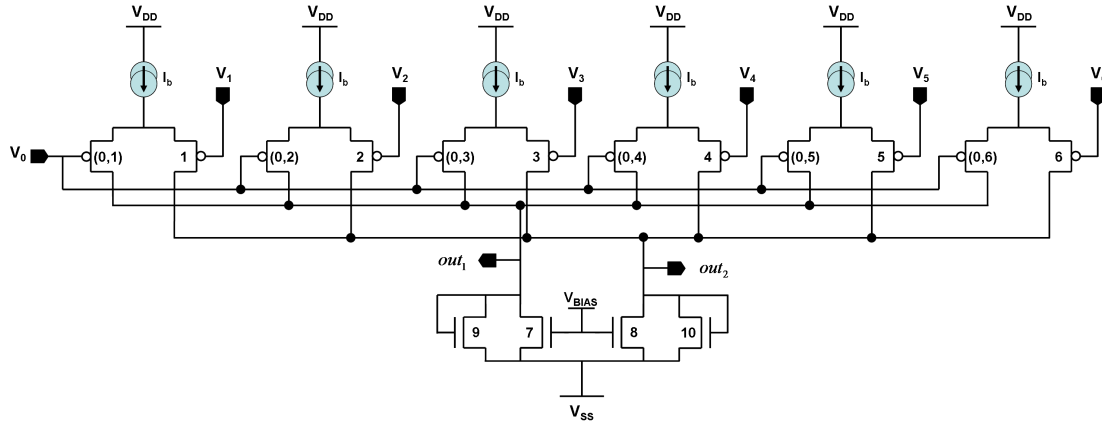 VDD VDD VDD VDD VDD VDD
Ib V1 Ib V2 Ib V3 Ib V4 Ib V5 Ib
V0 (0,1) 1 (0,2) 2 (0,3) 3 (0,4) 4 (0,5) 5 (0,6) 6
out1 out2
VBIAS
9 7 8 10
VSS